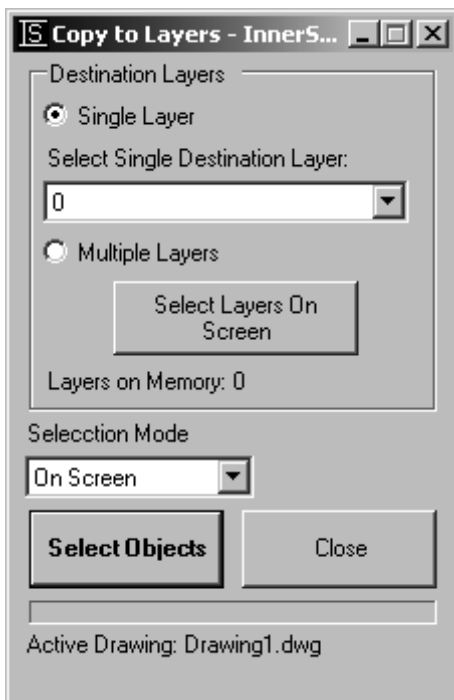 IS Copy to Layers - InnerS...
Destination Layers
Single Layer
Select Single Destination Layer:
0
Multiple Layers
Select Layers On
Screen
Layers on Memory: 0
Selecction Mode
On Screen
Select Objects Close
Active Drawing: Drawing1.dwg